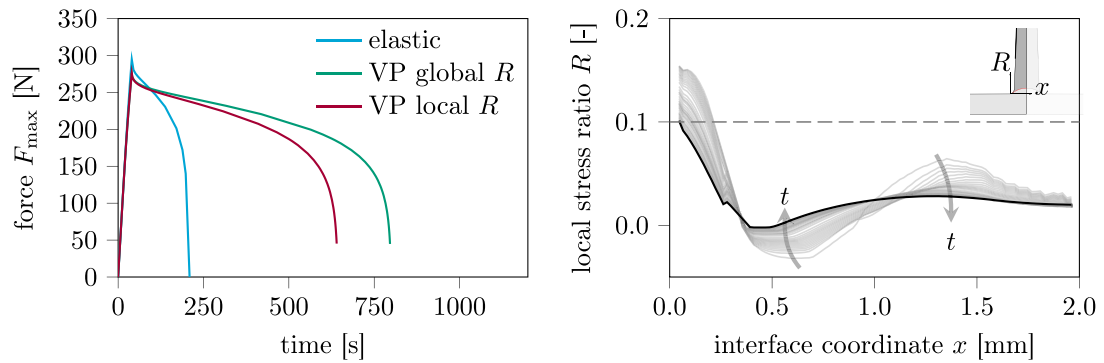 350
300
250
200
150
100
50
0
force F_max [N]
elastic
VP global R
VP local R
0 250 500 750 1000
time [s]
0.2
0.1
0.0
local stress ratio R [-]
R
x
t
t
0.0 0.5 1.0 1.5 2.0
interface coordinate x [mm]